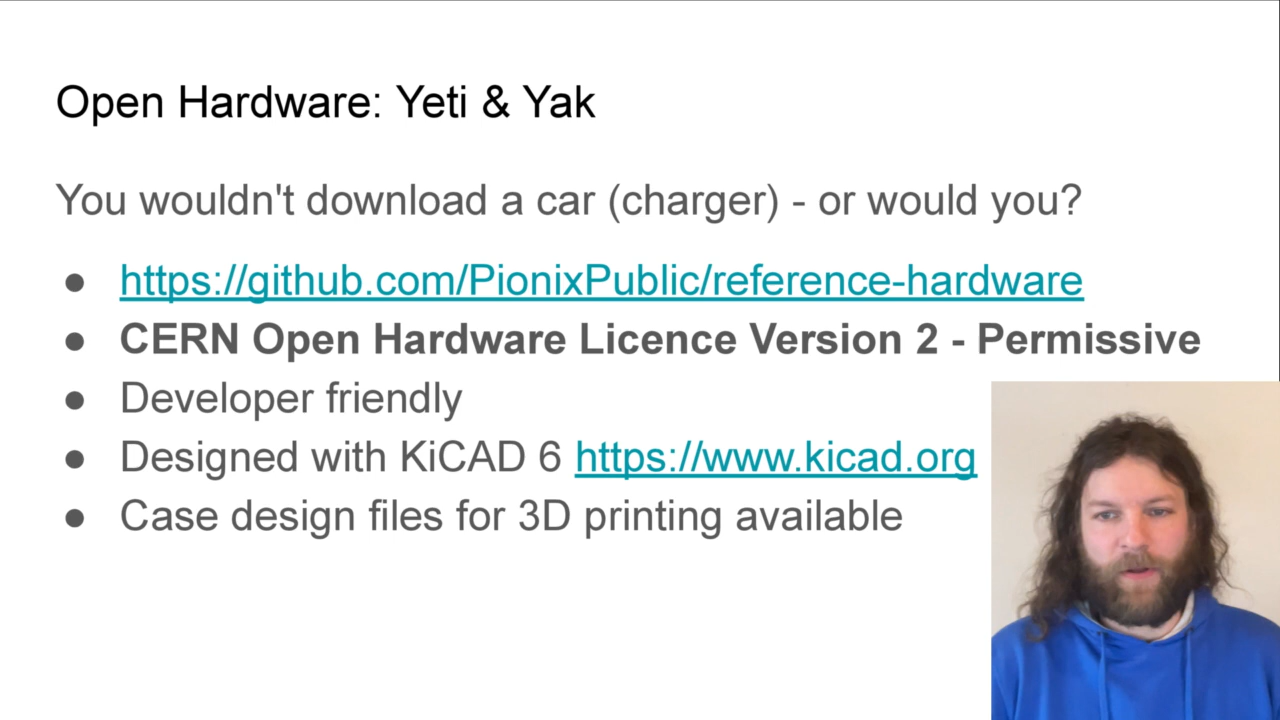 Open Hardware: Yeti & Yak
You wouldn't download a car (charger) - or would you?
● https://github.com/PionixPublic/reference-hardware
● CERN Open Hardware Licence Version 2 - Permissive
● Developer friendly
● Designed with KiCAD 6 https://www.kicad.org
● Case design files for 3D printing available